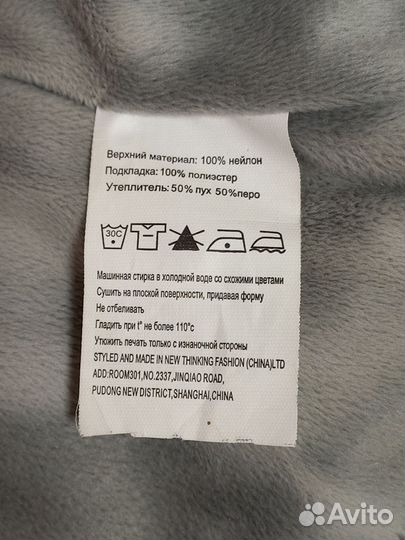 Верхний материал: 100% нейлон
Подкладка: 100% полиэстер
Утеплитель: 50% пух 50%перо
30C
Машинная стирка в холодной воде со схожими цветами
Сушить на плоской поверхности, придавая форму
Не отбеливать
Гладить при t° не более 110°с
Утюжить печать только с изнаночной стороны
STYLED AND MADE IN NEW THINKING FASHION (CHINA)LTD
ADD:ROOM301,NO.2337,JINQIAO ROAD,
PUDONG NEW DISTRICT,SHANGHAI,CHINA
Avito